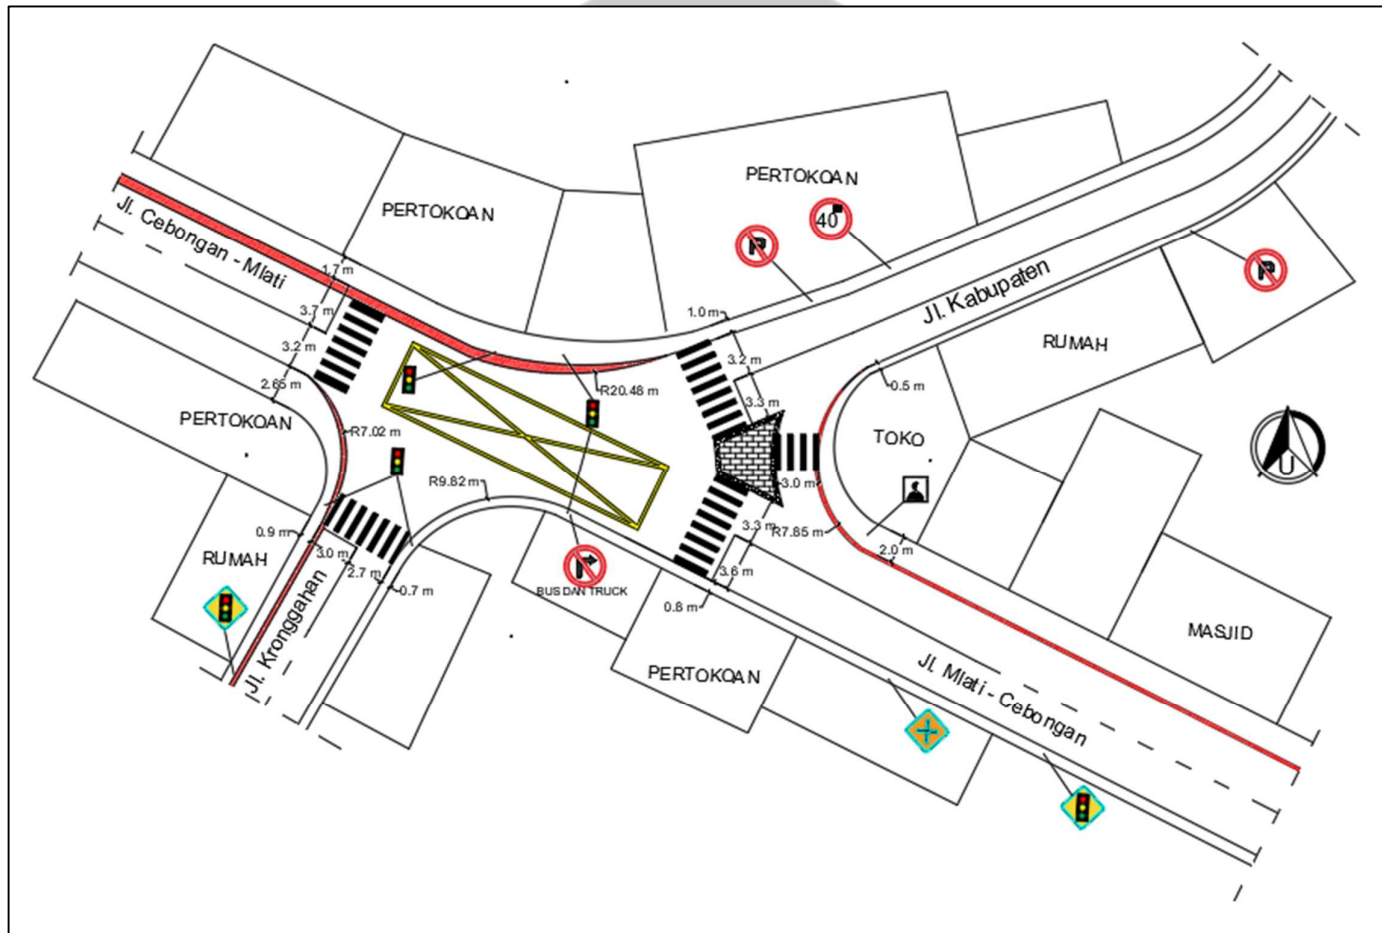 PERTOKOAN
40
PERTOKOAN
Jl. Cebongan - Mlati
1.7 m
3.7 m
3.2 m
2.65 m
1.0 m
3.2 m
3.3 m
Jl. Kabupaten
RUMAH
0.5 m
R20.48 m
PERTOKOAN
R7.02 m
TOKO
U
R9.82 m
3.0 m
3.3 m
R7.85 m
2.0 m
0.9 m
3.0 m
2.7 m
0.7 m
RUMAH
Jl. Kronggahan
BUS DAN TRUCK
3.6 m
0.8 m
PERTOKOAN
MASJID
Jl. Mlati - Cebongan
P
P